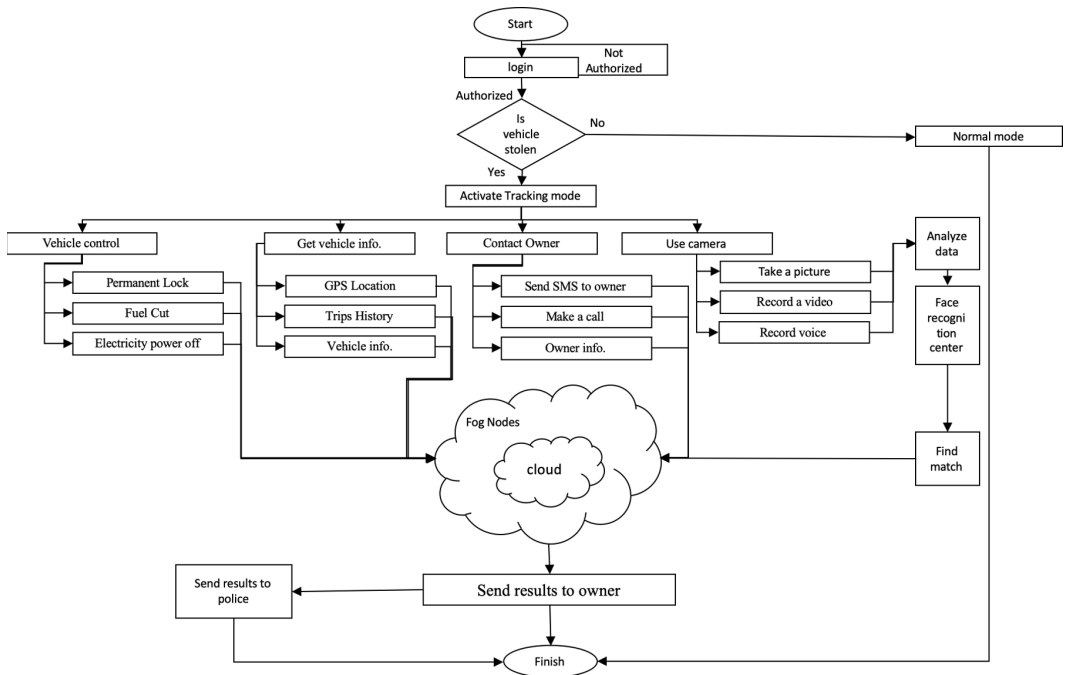 Start
Not
Authorized
login
Authorized
Is
vehicle
stolen
No
Normal mode
Yes
Activate Tracking mode
Vehicle control
Get vehicle info.
Contact Owner
Use camera
Analyze
data
Permanent Lock
Fuel Cut
Electricity power off
GPS Location
Trips History
Vehicle info.
Send SMS to owner
Make a call
Owner info.
Take a picture
Record a video
Record voice
Face
recogni
tion
center
Find
match
Fog Nodes
cloud
Send results to
police
Send results to owner
Finish